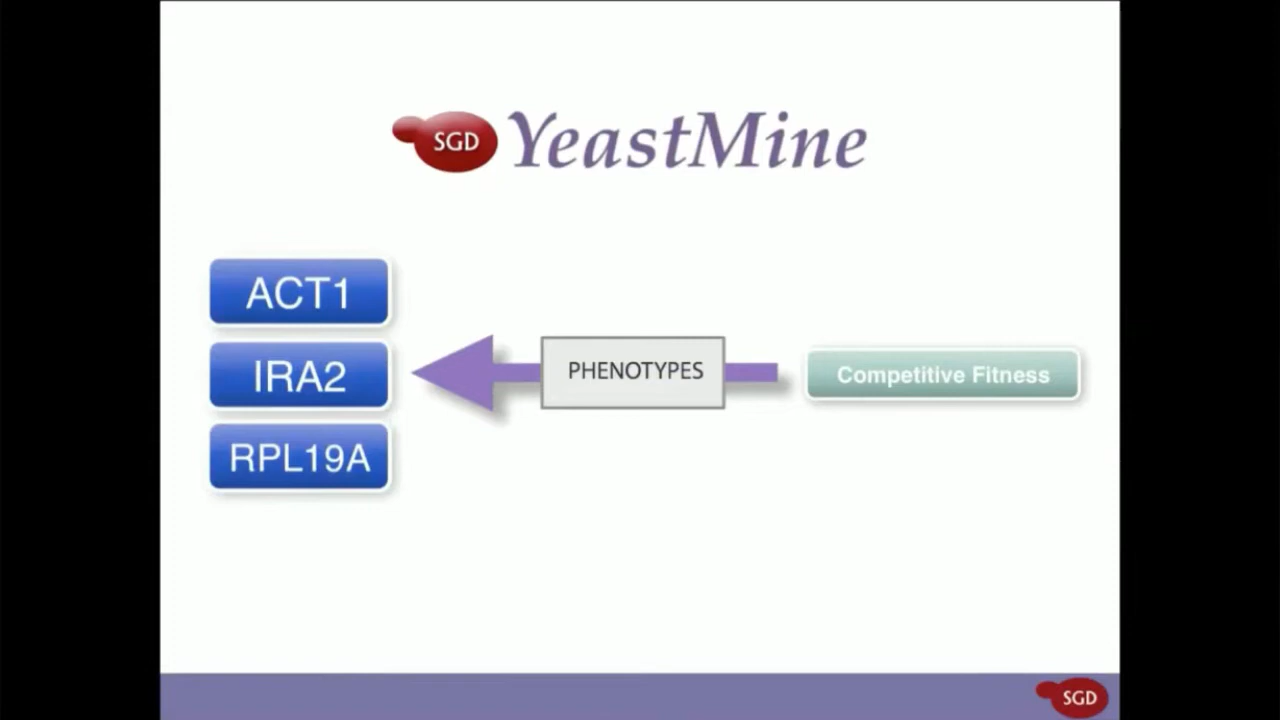 SGD YeastMine
ACT1
IRA2
RPL19A
PHENOTYPES
Competitive Fitness
SGD